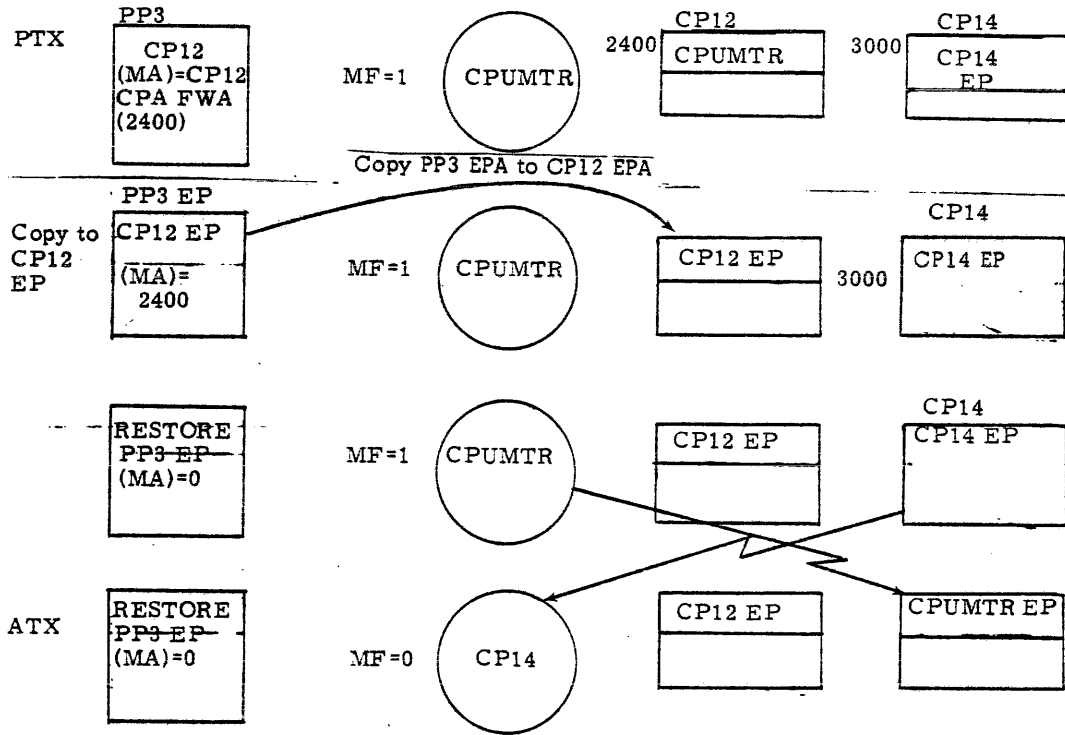 PTX
PP3
CP12
(MA)=CP12
CPA FWA
(2400)
MF=1
CPUMTR
CP12
2400
CPUMTR
CP14
3000
CP14
EP
Copy PP3 EPA to CP12 EPA
Copy to
CP12
EP
PP3 EP
CP12 EP
(MA)=
2400
MF=1
CPUMTR
CP12 EP
CP14
3000
CP14 EP
RESTORE
PP3 EP
(MA)=0
MF=1
CPUMTR
CP12 EP
CP14
CP14 EP
ATX
RESTORE
PP3 EP
(MA)=0
MF=0
CP14
CP12 EP
CPUMTR EP